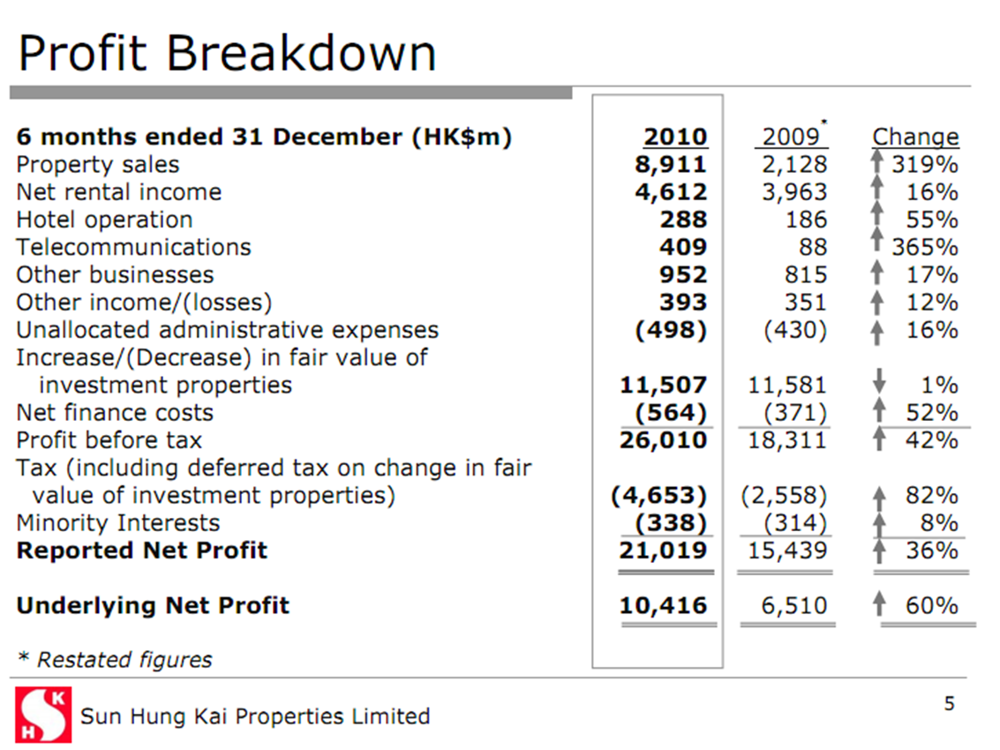 Profit Breakdown
6 months ended 31 December (HK$m) 2010 2009* Change
Property sales 8,911 2,128 ↑ 319%
Net rental income 4,612 3,963 ↑ 16%
Hotel operation 288 186 ↑ 55%
Telecommunications 409 88 ↑ 365%
Other businesses 952 815 ↑ 17%
Other income/(losses) 393 351 ↑ 12%
Unallocated administrative expenses (498) (430) ↑ 16%
Increase/(Decrease) in fair value of
investment properties 11,507 11,581 ↓ 1%
Net finance costs (564) (371) ↑ 52%
Profit before tax 26,010 18,311 ↑ 42%
Tax (including deferred tax on change in fair
value of investment properties) (4,653) (2,558) ↑ 82%
Minority Interests (338) (314) ↑ 8%
Reported Net Profit 21,019 15,439 ↑ 36%
Underlying Net Profit 10,416 6,510 ↑ 60%
* Restated figures
SHK Sun Hung Kai Properties Limited
5